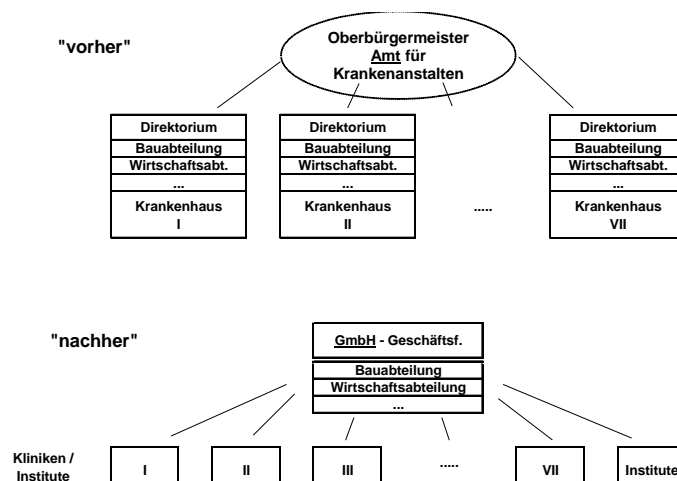 "vorher"
Oberbürgermeister
Amt für
Krankenanstalten
Direktorium
Bauabteilung
Wirtschaftsabt.
...
Krankenhaus
I
Direktorium
Bauabteilung
Wirtschaftsabt.
...
Krankenhaus
II
.....
Direktorium
Bauabteilung
Wirtschaftsabt.
...
Krankenhaus
VII
"nachher"
GmbH - Geschäftsf.
Bauabteilung
Wirtschaftsabteilung
...
Kliniken /
Institute
I
II
III
.....
VII
Institute